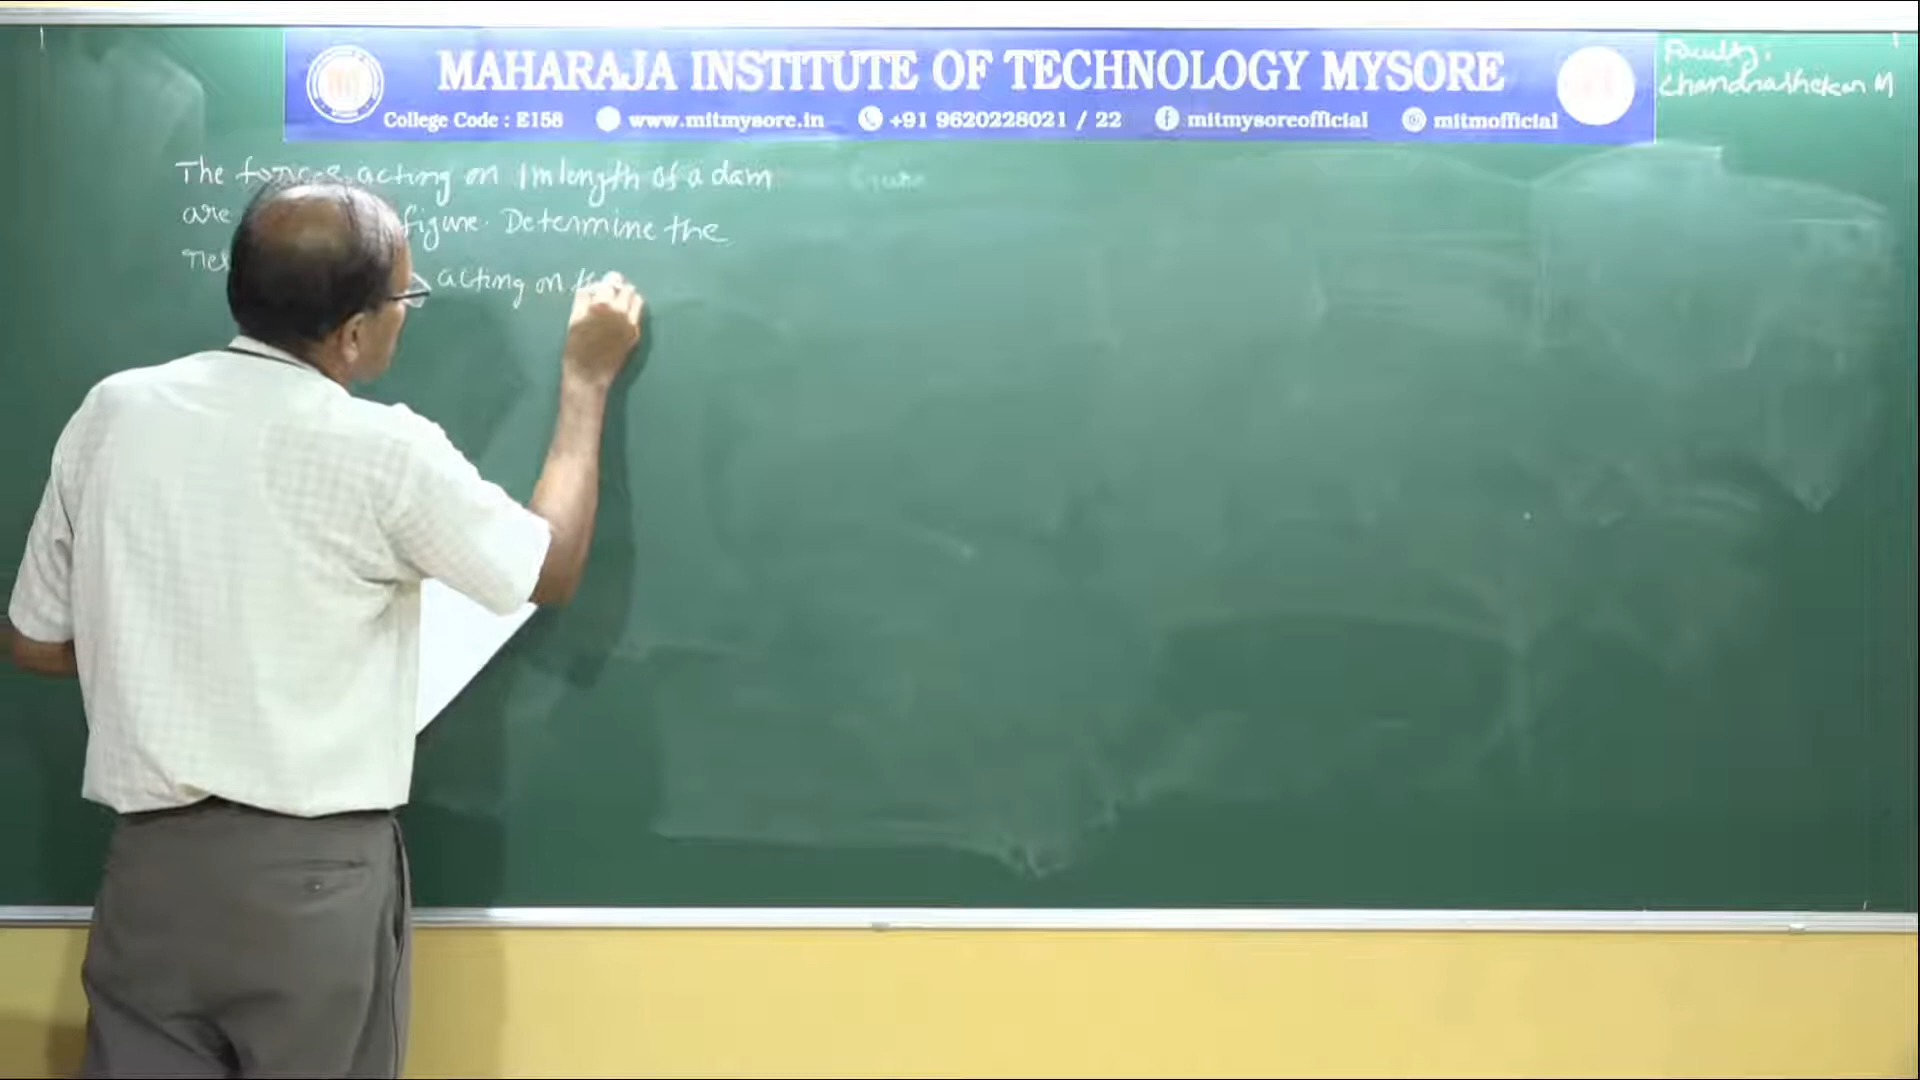 MAHARAJA INSTITUTE OF TECHNOLOGY MYSORE
College Code : E158 www.mitmysore.in +91 9620228021 / 22 mitmysoreofficial mitmofficial
Faculty:
Chandrashekar M
The forces acting on 1m length of a dam
are figure. Determine the
acting on